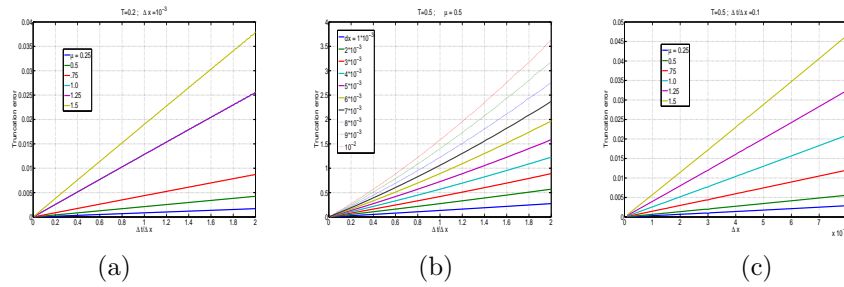 T=0.2 ; Δ x =10⁻³
0.04
0.035
0.03
0.025
0.02
0.015
0.01
0.005
0
Truncation error
μ = 0.25
0.5
.75
1.0
1.25
1.5
0 0.2 0.4 0.6 0.8 1 1.2 1.4 1.6 1.8 2
Δ t/Δ x
(a)
T=0.5 ; μ = 0.5
4
3.5
3
2.5
2
1.5
1
0.5
0
Truncation error
dx = 1*10⁻³
2*10⁻³
3*10⁻³
4*10⁻³
5*10⁻³
6*10⁻³
7*10⁻³
8*10⁻³
9*10⁻³
10⁻²
0 0.2 0.4 0.6 0.8 1 1.2 1.4 1.6 1.8 2
Δ t/Δ x
(b)
T=0.5 ; Δ t/Δ x=0.1
0.05
0.045
0.04
0.035
0.03
0.025
0.02
0.015
0.01
0.005
0
Truncation error
μ = 0.25
0.5
.75
1.0
1.25
1.5
0 1 2 3 4 5 6 7
Δ x
x 10
(c)